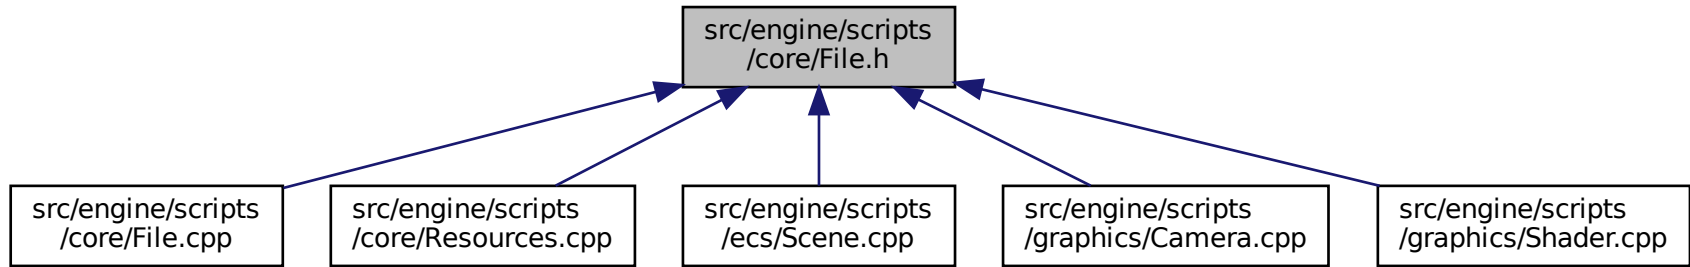 src/engine/scripts
/core/File.h
src/engine/scripts
/core/File.cpp
src/engine/scripts
/core/Resources.cpp
src/engine/scripts
/ecs/Scene.cpp
src/engine/scripts
/graphics/Camera.cpp
src/engine/scripts
/graphics/Shader.cpp